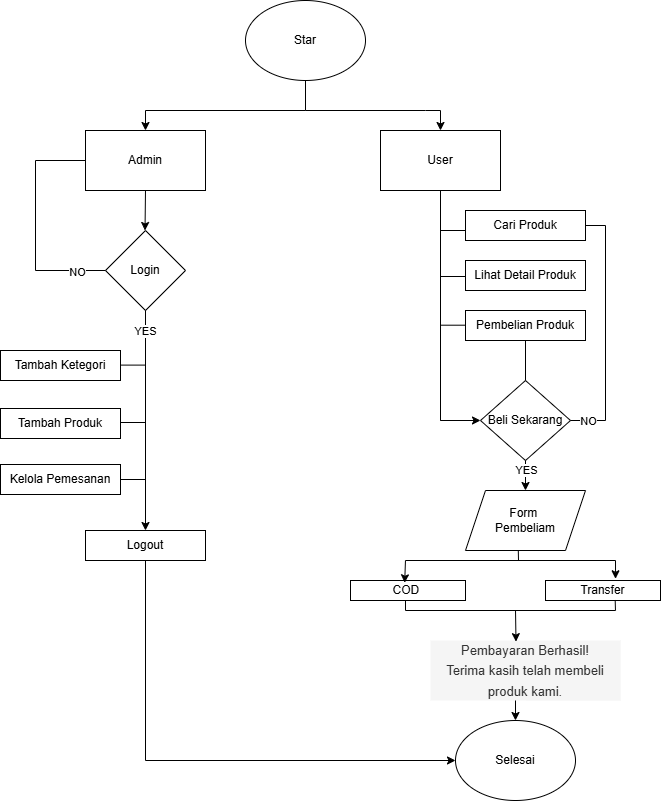 Star
Admin
User
Cari Produk
Login
NO
Lihat Detail Produk
YES
Pembelian Produk
Tambah Ketegori
Tambah Produk
Beli Sekarang
NO
Kelola Pemesanan
YES
Form
Pembeliam
Logout
COD
Transfer
Pembayaran Berhasil!
Terima kasih telah membeli
produk kami.
Selesai